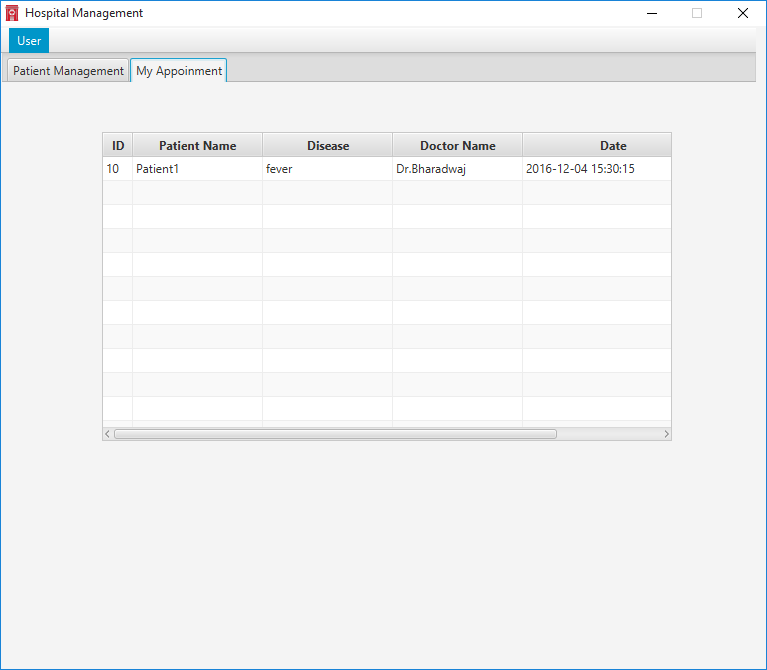 Hospital Management
User
Patient Management My Appoinment
ID Patient Name Disease Doctor Name Date
10 Patient1 fever Dr.Bharadwaj 2016-12-04 15:30:15